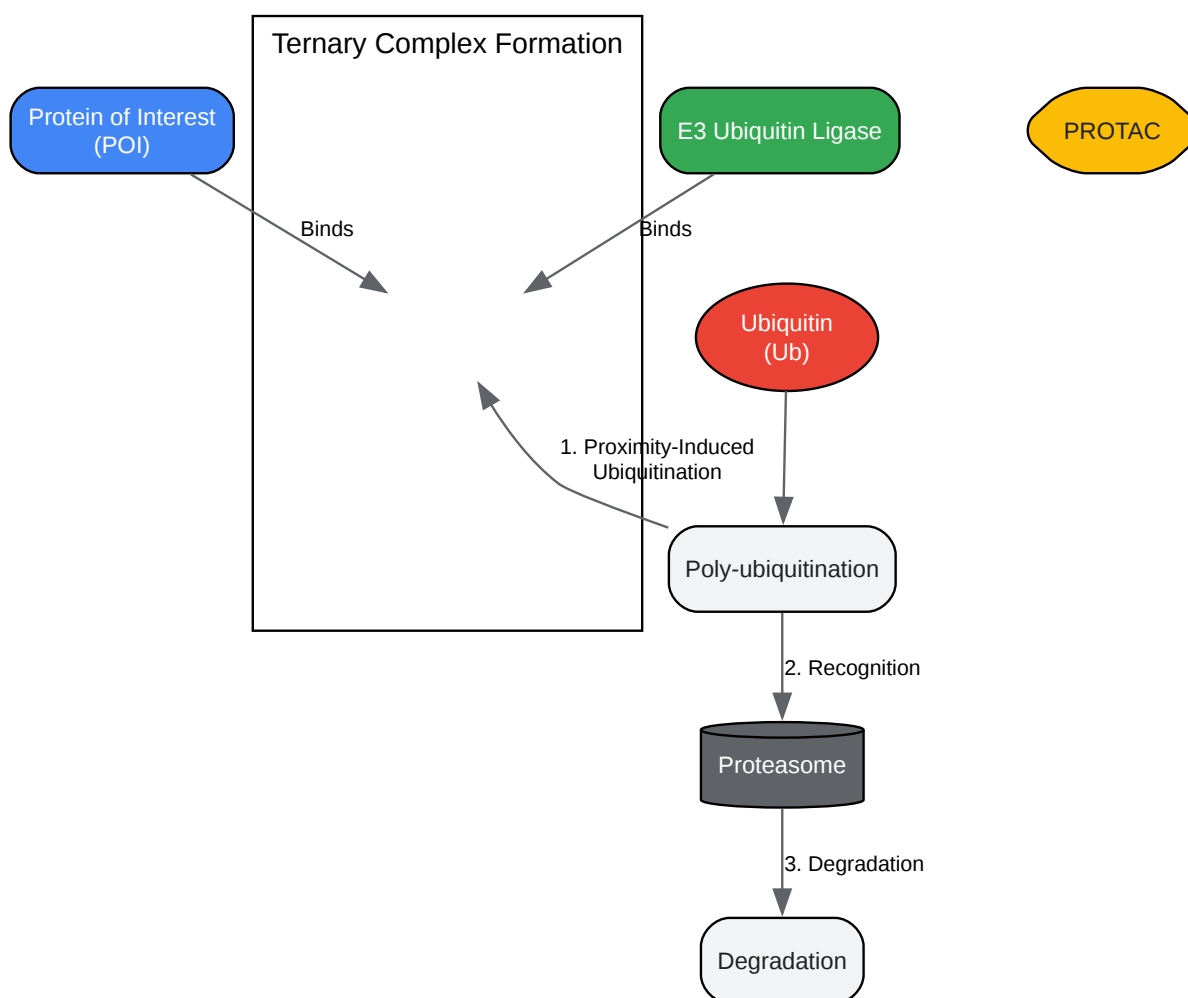 Ternary Complex Formation
Protein of Interest
(POI)
E3 Ubiquitin Ligase
PROTAC
Binds
Binds
Ubiquitin
(Ub)
1. Proximity-Induced
Ubiquitination
Poly-ubiquitination
2. Recognition
Proteasome
3. Degradation
Degradation